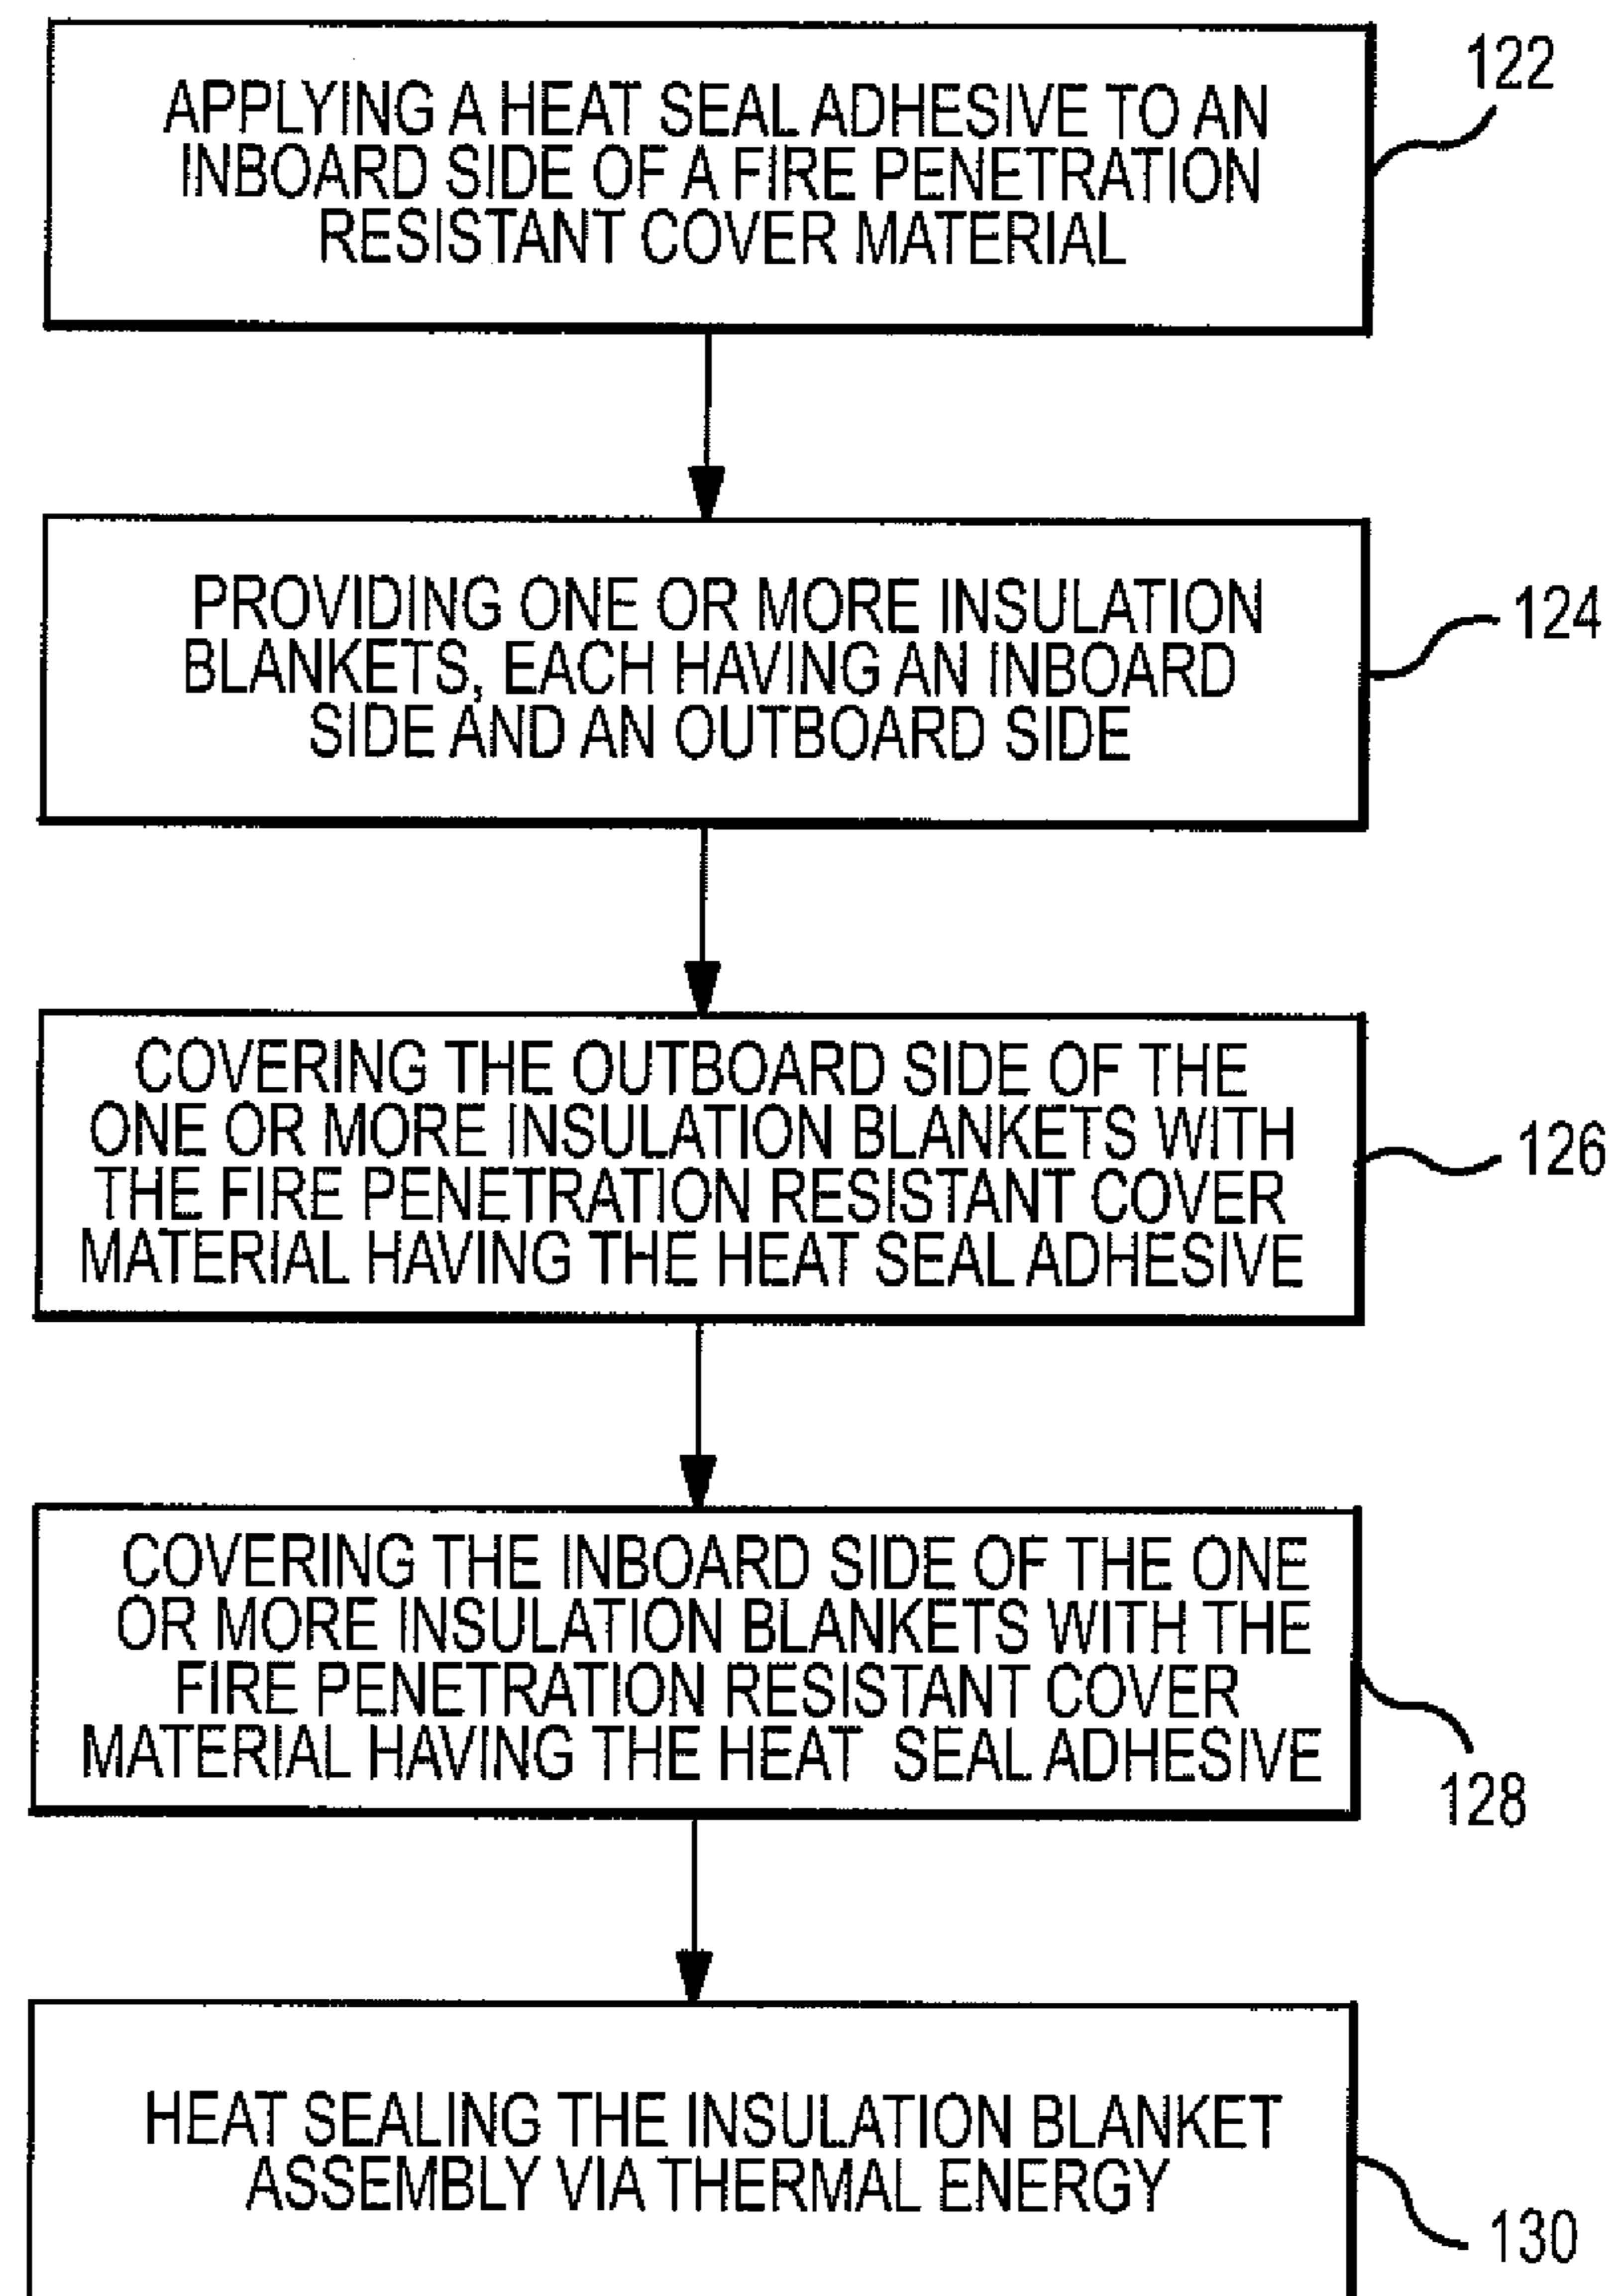 APPLYING A HEAT SEAL ADHESIVE TO AN
INBOARD SIDE OF A FIRE PENETRATION
RESISTANT COVER MATERIAL
122
PROVIDING ONE OR MORE INSULATION
BLANKETS, EACH HAVING AN INBOARD
SIDE AND AN OUTBOARD SIDE
124
COVERING THE OUTBOARD SIDE OF THE
ONE OR MORE INSULATION BLANKETS WITH
THE FIRE PENETRATION RESISTANT COVER
MATERIAL HAVING THE HEAT SEAL ADHESIVE
126
COVERING THE INBOARD SIDE OF THE ONE
OR MORE INSULATION BLANKETS WITH THE
FIRE PENETRATION RESISTANT COVER
MATERIAL HAVING THE HEAT SEAL ADHESIVE
128
HEAT SEALING THE INSULATION BLANKET
ASSEMBLY VIA THERMAL ENERGY
130